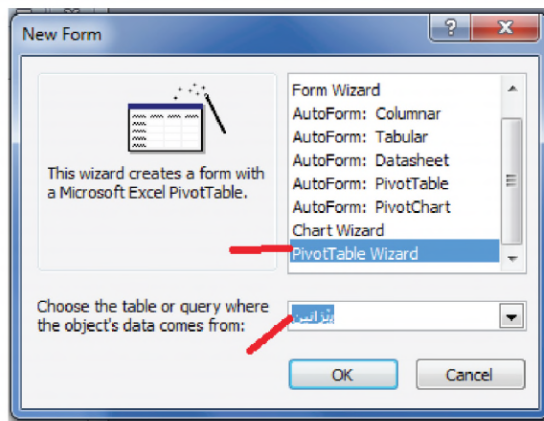 New Form
This wizard creates a form with
a Microsoft Excel PivotTable.
Form Wizard
AutoForm: Columnar
AutoForm: Tabular
AutoForm: Datasheet
AutoForm: PivotTable
AutoForm: PivotChart
Chart Wizard
PivotTable Wizard
Choose the table or query where
the object's data comes from:
OK
Cancel